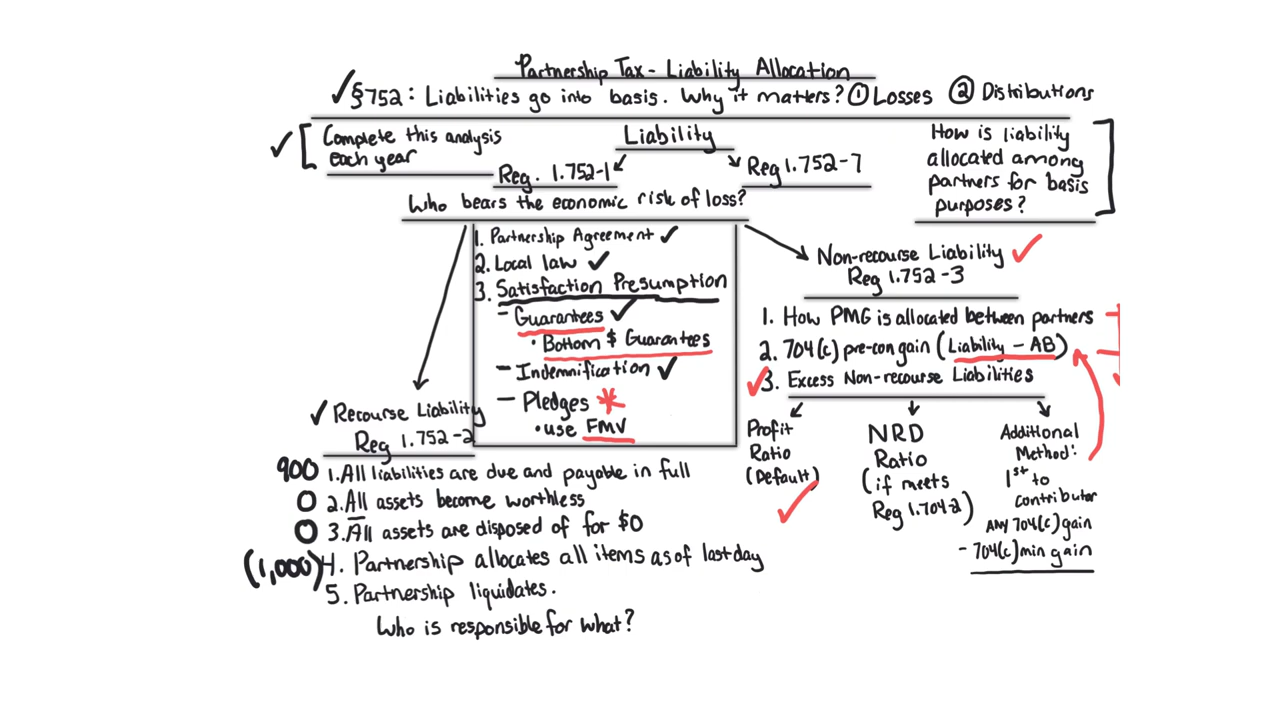 Partnership Tax - Liability Allocation
✓§752: Liabilities go into basis. Why it matters? ① Losses ② Distributions
✓ [Complete this analysis
each year
Liability
Reg. 1.752-1
Reg 1.752-7
How is liability
allocated among
partners for basis
purposes? ]
Who bears the economic risk of loss?
1. Partnership Agreement ✓
2. Local law ✓
3. Satisfaction Presumption
- Guarantees ✓
• Bottom $ Guarantees
- Indemnification ✓
- Pledges *
• use FMV
Non-recourse Liability ✓
Reg 1.752-3
1. How PMG is allocated between partners
2. 704(c) pre-con gain (Liability - AB)
✓ 3. Excess Non-recourse Liabilities
Profit
Ratio
(Default)
✓
NRD
Ratio
(if meets
Reg 1.704-2)
Additional
Method:
1st to
contributor
ANY 704(c) gain
- 704(c) min gain
✓ Recourse Liability
Reg 1.752-2
900 1. All liabilities are due and payable in full
0 2. All assets become worthless
0 3. All assets are disposed of for $0
(1,000) 4. Partnership allocates all items as of last day
5. Partnership liquidates.
Who is responsible for what?